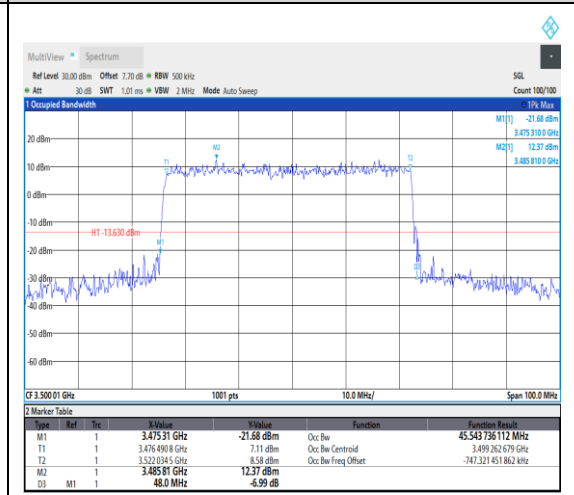 MultiView Spectrum
Ref Level 30.00 dBm Offset 7.70 dB RBW 500 kHz SGL
Att 30 dB SWT 1.01 ms VBW 2 MHz Mode Auto Sweep Count 100/100
1 Occupied Bandwidth 1Pk Max
M1[1] -21.68 dBm
3.475 310 0 GHz
M2[1] 12.37 dBm
3.485 810 0 GHz
20 dBm
M2
T1 T2
10 dBm
0 dBm
-10 dBm
H1 -13.630 dBm
M1
-20 dBm
-30 dBm
-40 dBm
-50 dBm
-60 dBm
CF 3.500 01 GHz 1001 pts 10.0 MHz/ Span 100.0 MHz
2 Marker Table
Type Ref Trc X-Value Y-Value Function Function Result
M1 1 3.475 31 GHz -21.68 dBm Occ Bw 45.543 736 112 MHz
T1 1 3.476 490 8 GHz 7.11 dBm Occ Bw Centroid 3.499 262 679 GHz
T2 1 3.522 034 5 GHz 8.58 dBm Occ Bw Freq Offset -747.321 451 862 kHz
M2 1 3.485 81 GHz 12.37 dBm
D3 M1 1 48.0 MHz -6.99 dB